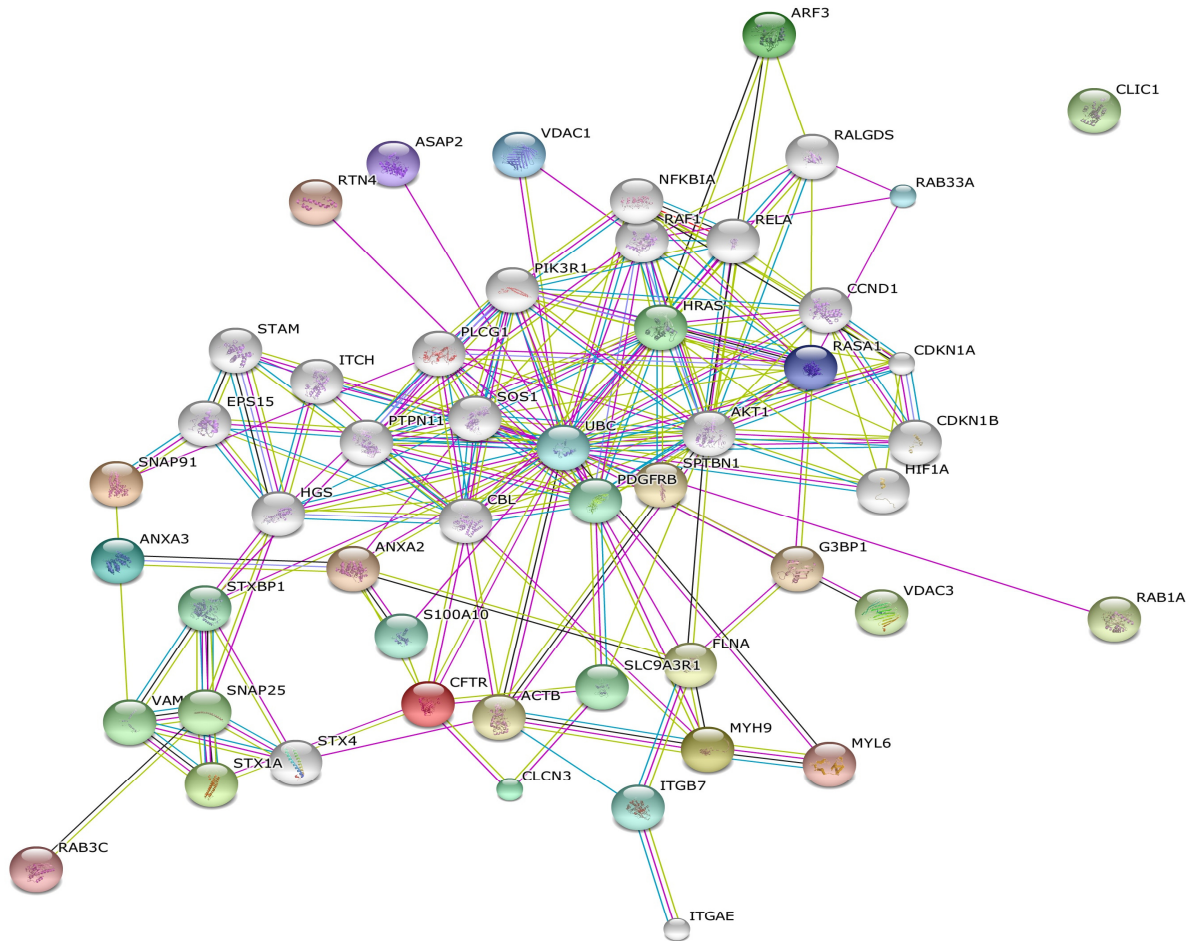 ARF3
CLIC1
VDAC1
RALGDS
ASAP2
RTN4
NFKBIA
RAB33A
RAF1
RELA
PIK3R1
CCND1
HRAS
STAM
PLCG1
CDKN1A
ITCH
RASA1
EPS15
SOS1
AKT1
PTPN11
UBC
CDKN1B
SNAP91
SPTBN1
HIF1A
HGS
PDGFRB
CBL
ANXA3
ANXA2
G3BP1
STXBP1
VDAC3
RAB1A
S100A10
FLNA
SLC9A3R1
SNAP25
CFTR
ACTB
VAM
MYH9
MYL6
STX4
STX1A
CLCN3
ITGB7
RAB3C
ITGAE